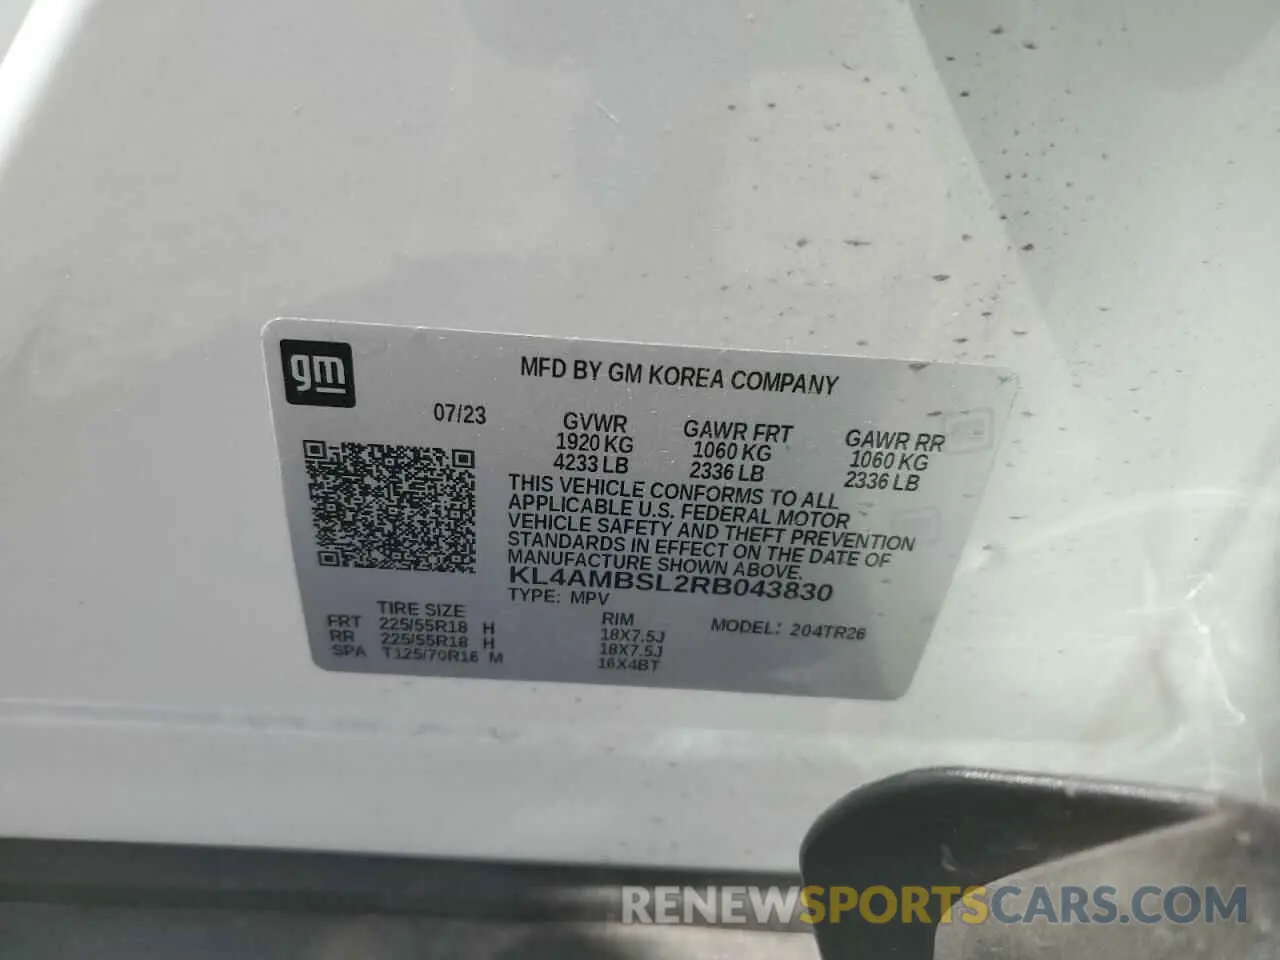 gm
MFD BY GM KOREA COMPANY
07/23
GVWR GAWR FRT GAWR RR
1920 KG 1060 KG 1060 KG
4233 LB 2336 LB 2336 LB
THIS VEHICLE CONFORMS TO ALL
APPLICABLE U.S. FEDERAL MOTOR
VEHICLE SAFETY AND THEFT PREVENTION
STANDARDS IN EFFECT ON THE DATE OF
MANUFACTURE SHOWN ABOVE.
KL4AMBSL2RB043830
TYPE: MPV
TIRE SIZE RIM MODEL: 204TR26
FRT 225/55R18 H 18X7.5J
RR 225/55R18 H 18X7.5J
SPA T125/70R16 M 16X4BT
RENEWSPORTSCARS.COM